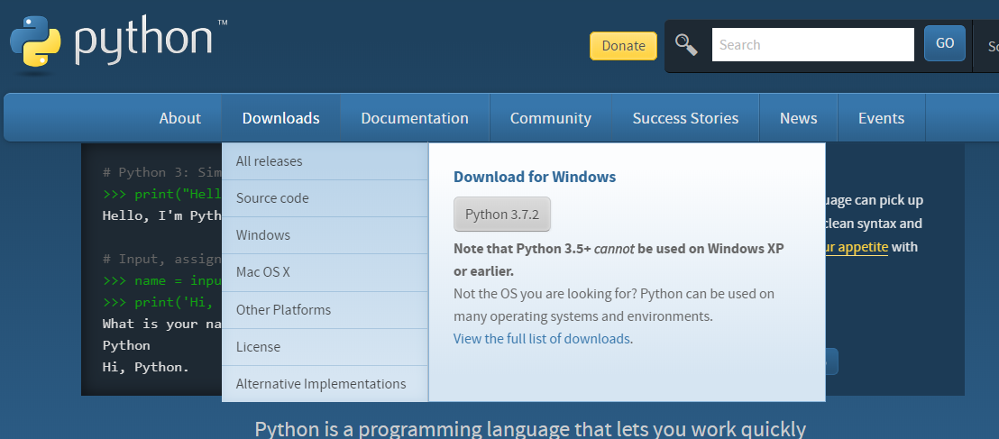 python™
Donate
Search
GO
About
Downloads
Documentation
Community
Success Stories
News
Events
All releases
Source code
Windows
Mac OS X
Other Platforms
License
Alternative Implementations
Download for Windows
Python 3.7.2
Note that Python 3.5+ cannot be used on Windows XP
or earlier.
Not the OS you are looking for? Python can be used on
many operating systems and environments.
View the full list of downloads.
# Python 3: Sim
>>> print("Hell
Hello, I'm Pyth
# Input, assign
>>> name = inpu
>>> print('Hi,
What is your na
Python
Hi, Python.
can pick up
clean syntax and
appetite with
Python is a programming language that lets you work quickly